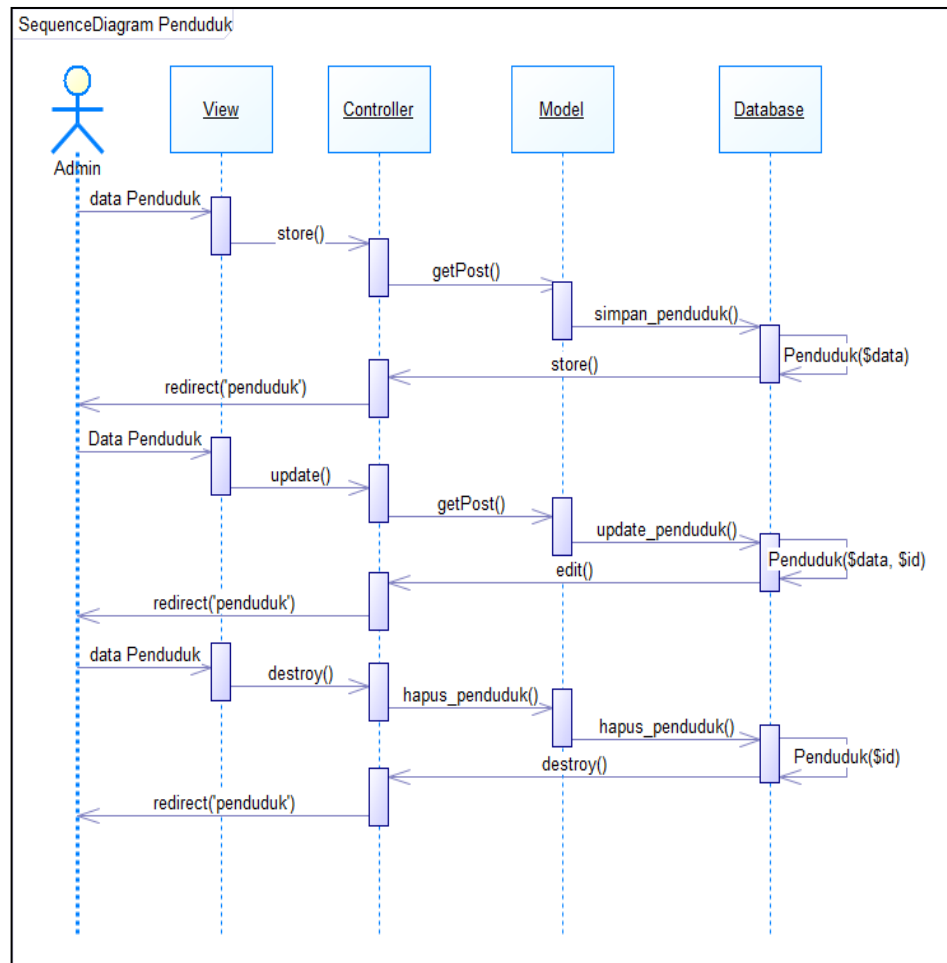 SequenceDiagram Penduduk
View
Controller
Model
Database
Admin
data Penduduk
store()
getPost()
simpan_penduduk()
Penduduk($data)
store()
redirect('penduduk')
Data Penduduk
update()
getPost()
update_penduduk()
Penduduk($data, $id)
edit()
redirect('penduduk')
data Penduduk
destroy()
hapus_penduduk()
hapus_penduduk()
Penduduk($id)
destroy()
redirect('penduduk')